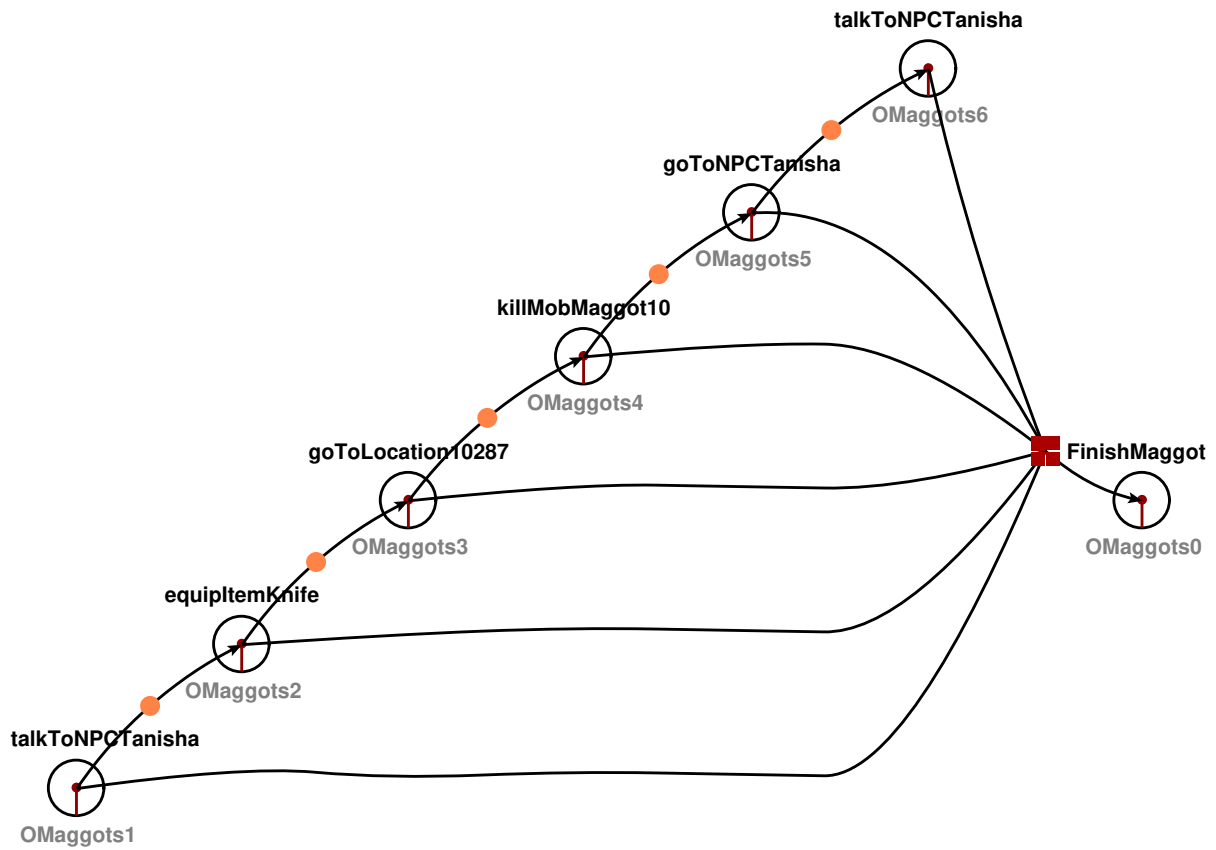 talkToNPCTanisha
OMaggots6
goToNPCTanisha
OMaggots5
killMobMaggot10
OMaggots4
goToLocation10287
FinishMaggot
OMaggots3
OMaggots0
equipItemKnife
OMaggots2
talkToNPCTanisha
OMaggots1